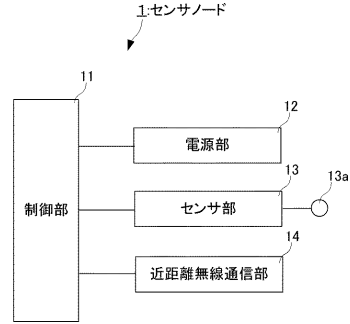 1:センサノード
11
制御部
12
電源部
13
センサ部
13a
14
近距離無線通信部